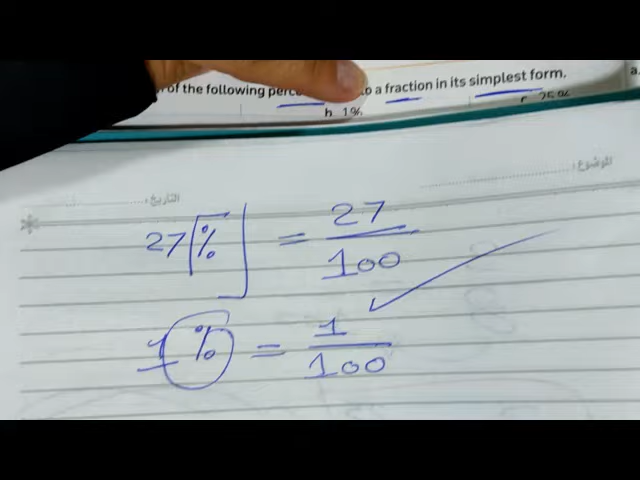 of the following perce to a fraction in its simplest form.
b. 1%
c. 25%
a.
الموضوع:
التاريخ:
27% = 27/100
1% = 1/100